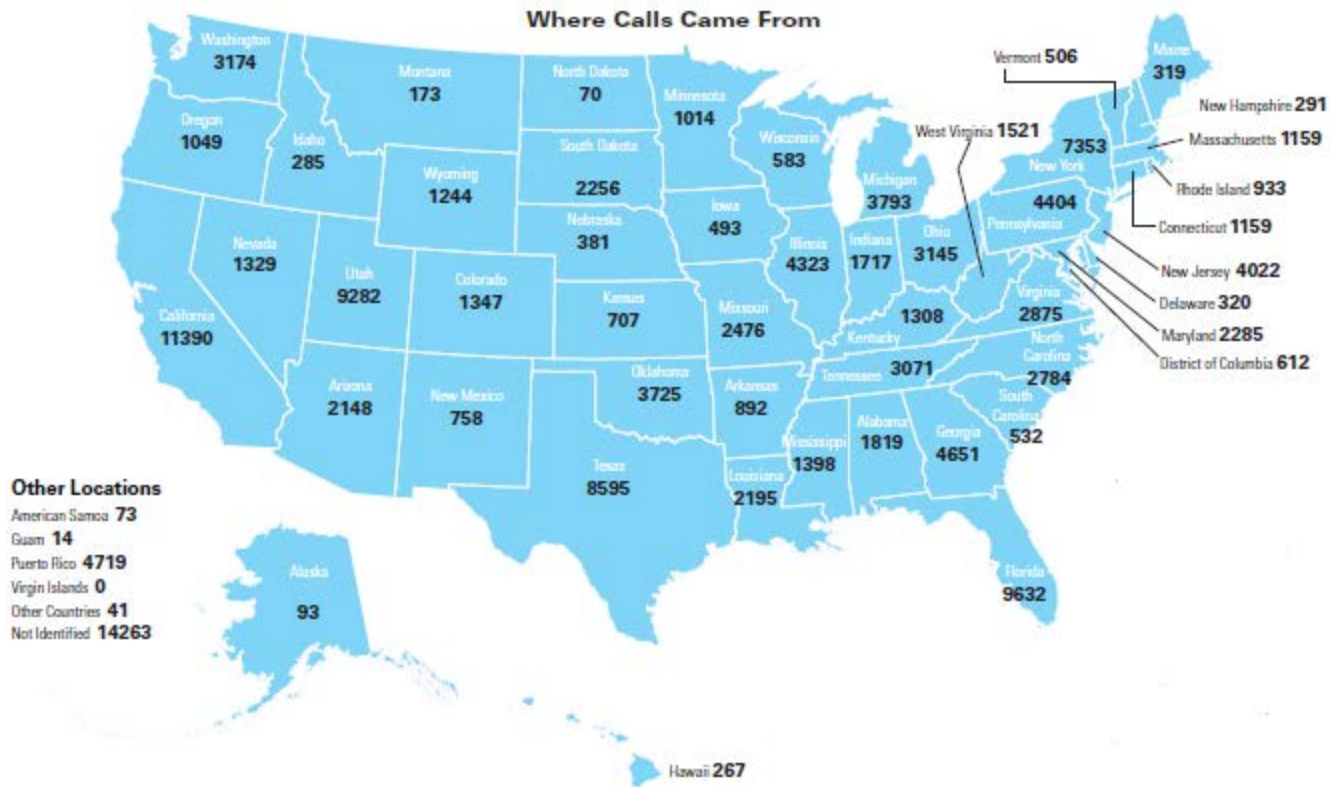 Where Calls Came From
Washington
3174
Montana
173
North Dakota
70
Minnesota
1014
Vermont 506
Maine
319
New Hampshire 291
Massachusetts 1159
Rhode Island 933
Connecticut 1159
New Jersey 4022
Delaware 320
Maryland 2285
District of Columbia 612
Oregon
1049
Idaho
285
Wyoming
1244
South Dakota
2256
Wisconsin
583
Michigan
3793
West Virginia 1521
7353
New York
4404
Pennsylvania
Nebraska
381
Iowa
493
Illinois
4323
Indiana
1717
Ohio
3145
Nevada
1329
Utah
9282
Colorado
1347
Kansas
707
Missouri
2476
1308
Kentucky
Virginia
2875
California
11390
Arizona
2148
New Mexico
758
Oklahoma
3725
Arkansas
892
Tennessee 3071
North
Carolina
2784
South
Carolina
532
Texas
8595
Louisiana
2195
Mississippi
1398
Alabama
1819
Georgia
4651
Florida
9632
Other Locations
American Samoa 73
Guam 14
Puerto Rico 4719
Virgin Islands 0
Other Countries 41
Not Identified 14263
Alaska
93
Hawaii 267